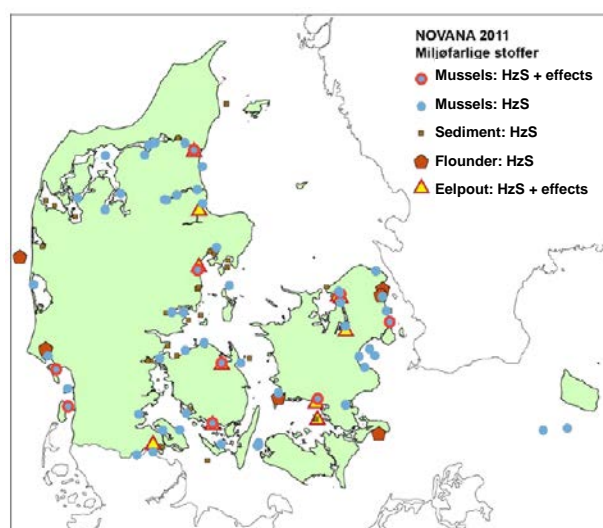 NOVANA 2011
Miljøfarlige stoffer
Mussels: HzS + effects
Mussels: HzS
Sediment: HzS
Flounder: HzS
Eelpout: HzS + effects